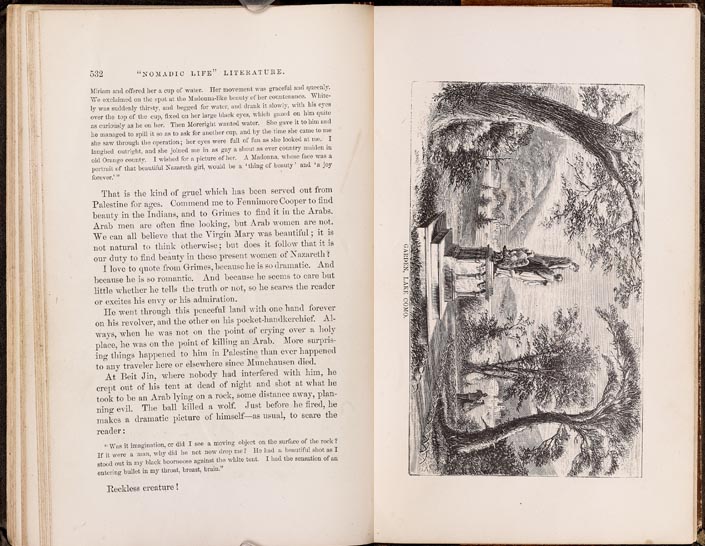 532 "NOMADIC LIFE" LITERATURE.
Miriam and offered her a cup of water. Her movement was graceful and queenly.
We exclaimed on the spot at the Madonna-like beauty of her countenance. White-
ly was suddenly thirsty, and begged for water, and drank it slowly, with his eyes
over the top of the cup, fixed on her large black eyes, which gazed on him quite
as curiously as he on her. Then Moreright wanted water. She gave it to him and
he managed to spill it so as to ask for another cup, and by the time she came to me
she saw through the operation; her eyes were full of fun as she looked at me. I
laughed outright, and she joined me in as gay a shout as ever country maiden in
old Orange county. I wished for a picture of her. A Madonna, whose face was a
portrait of that beautiful Nazareth girl, would be a 'thing of beauty' and 'a joy
forever.'"
That is the kind of gruel which has been served out from
Palestine for ages. Commend me to Fennimore Cooper to find
beauty in the Indians, and to Grimes to find it in the Arabs.
Arab men are often fine looking, but Arab women are not.
We can all believe that the Virgin Mary was beautiful; it is
not natural to think otherwise; but does it follow that it is
our duty to find beauty in these present women of Nazareth?
I love to quote from Grimes, because he is so dramatic. And
because he is so romantic. And because he seems to care but
little whether he tells the truth or not, so he scares the reader
or excites his envy or his admiration.
He went through this peaceful land with one hand forever
on his revolver, and the other on his pocket-handkerchief. Al-
ways, when he was not on the point of crying over a holy
place, he was on the point of killing an Arab. More surpris-
ing things happened to him in Palestine than ever happened
to any traveler here or elsewhere since Munchausen died.
At Beit Jin, where nobody had interfered with him, he
crept out of his tent at dead of night and shot at what he
took to be an Arab lying on a rock, some distance away, plan-
ning evil. The ball killed a wolf. Just before he fired, he
makes a dramatic picture of himself—as usual, to scare the
reader:
"Was it imagination, or did I see a moving object on the surface of the rock?
If it were a man, why did he not now drop me? He had a beautiful shot as I
stood out in my black boornoose against the white tent. I had the sensation of an
entering bullet in my throat, breast, brain."
Reckless creature!
GARDEN, LAKE COMO.